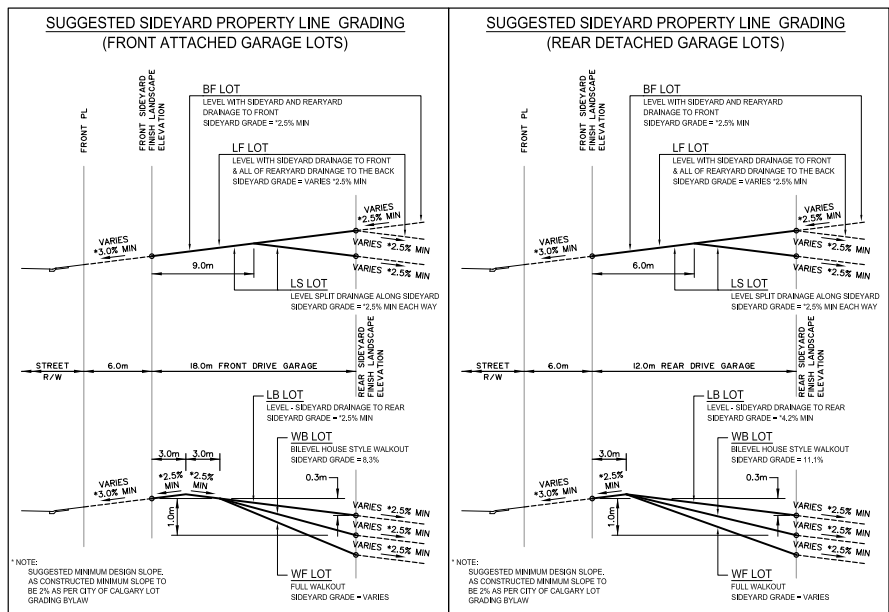 SUGGESTED SIDEYARD PROPERTY LINE GRADING
(FRONT ATTACHED GARAGE LOTS)
FRONT PL
FRONT SIDEYARD
FINISH LANDSCAPE
ELEVATION
BF LOT
LEVEL WITH SIDEYARD AND REARYARD
DRAINAGE TO FRONT
SIDEYARD GRADE = *2.5% MIN
LF LOT
LEVEL WITH SIDEYARD DRAINAGE TO FRONT
& ALL OF REARYARD DRAINAGE TO THE BACK
SIDEYARD GRADE = VARIES *2.5% MIN
VARIES
*2.5% MIN
VARIES
*3.0% MIN
VARIES *2.5% MIN
VARIES *2.5% MIN
9.0m
LS LOT
LEVEL SPLIT DRAINAGE ALONG SIDEYARD
SIDEYARD GRADE = *2.5% MIN EACH WAY
STREET
R/W
6.0m
18.0m FRONT DRIVE GARAGE
REAR SIDEYARD
FINISH LANDSCAPE
ELEVATION
LB LOT
LEVEL - SIDEYARD DRAINAGE TO REAR
SIDEYARD GRADE = *2.5% MIN
WB LOT
BILEVEL HOUSE STYLE WALKOUT
SIDEYARD GRADE = 8.3%
3.0m
3.0m
*2.5%
MIN
*2.5%
MIN
0.3m
VARIES
*3.0% MIN
1.0m
VARIES *2.5% MIN
VARIES *2.5% MIN
VARIES *2.5% MIN
WF LOT
FULL WALKOUT
SIDEYARD GRADE = VARIES
* NOTE:
SUGGESTED MINIMUM DESIGN SLOPE,
AS CONSTRUCTED MINIMUM SLOPE TO
BE 2% AS PER CITY OF CALGARY LOT
GRADING BYLAW
SUGGESTED SIDEYARD PROPERTY LINE GRADING
(REAR DETACHED GARAGE LOTS)
FRONT PL
FRONT SIDEYARD
FINISH LANDSCAPE
ELEVATION
BF LOT
LEVEL WITH SIDEYARD AND REARYARD
DRAINAGE TO FRONT
SIDEYARD GRADE = *2.5% MIN
LF LOT
LEVEL WITH SIDEYARD DRAINAGE TO FRONT
& ALL OF REARYARD DRAINAGE TO THE BACK
SIDEYARD GRADE = VARIES *2.5% MIN
VARIES
*2.5% MIN
VARIES
*3.0% MIN
VARIES *2.5% MIN
VARIES *2.5% MIN
6.0m
LS LOT
LEVEL SPLIT DRAINAGE ALONG SIDEYARD
SIDEYARD GRADE = *2.5% MIN EACH WAY
STREET
R/W
6.0m
12.0m REAR DRIVE GARAGE
REAR SIDEYARD
FINISH LANDSCAPE
ELEVATION
LB LOT
LEVEL - SIDEYARD DRAINAGE TO REAR
SIDEYARD GRADE = *4.2% MIN
WB LOT
BILEVEL HOUSE STYLE WALKOUT
SIDEYARD GRADE = 11.1%
3.0m
*2.5%
MIN
0.3m
VARIES
*3.0% MIN
1.0m
VARIES *2.5% MIN
VARIES *2.5% MIN
VARIES *2.5% MIN
WF LOT
FULL WALKOUT
SIDEYARD GRADE = VARIES
* NOTE:
SUGGESTED MINIMUM DESIGN SLOPE,
AS CONSTRUCTED MINIMUM SLOPE TO
BE 2% AS PER CITY OF CALGARY LOT
GRADING BYLAW